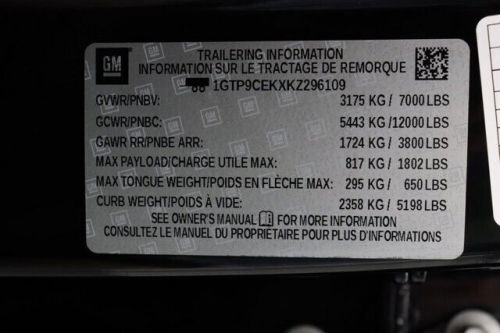 GM
TRAILERING INFORMATION
INFORMATION SUR LE TRACTAGE DE REMORQUE
1GTP9CEKXKZ296109
GVWR/PNBV: 3175 KG / 7000 LBS
GCWR/PNBC: 5443 KG /12000 LBS
GAWR RR/PNBE ARR: 1724 KG / 3800 LBS
MAX PAYLOAD/CHARGE UTILE MAX: 817 KG / 1802 LBS
MAX TONGUE WEIGHT/POIDS EN FLÈCHE MAX: 295 KG / 650 LBS
CURB WEIGHT/POIDS À VIDE: 2358 KG / 5198 LBS
SEE OWNER'S MANUAL FOR MORE INFORMATION
CONSULTEZ LE MANUEL DU PROPRIÉTAIRE POUR PLUS D'INFORMATIONS